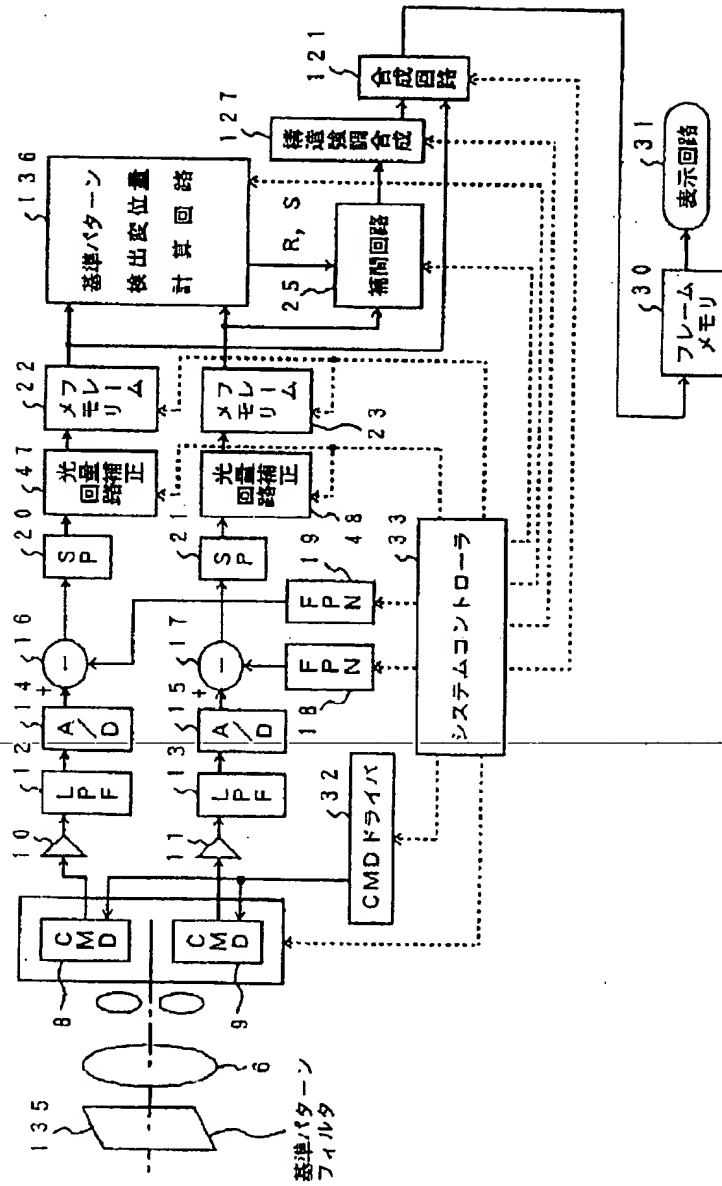 135
基準パターン
フィルタ
6
8
CMD
9
CMD
10
11
12
LPF
13
LPF
14
A/D
15
A/D
+
+
16
−
17
−
18
FPN
19
FPN
20
SP
21
SP
47
光量補正
回路
48
光量補正
回路
22
フレーム
メモリ
23
フレーム
メモリ
136
基準パターン
検出変位量
計算回路
R, S
25
補間回路
127
構造強調合成
121
合成回路
30
フレーム
メモリ
31
表示回路
32
CMDドライバ
33
システムコントローラ